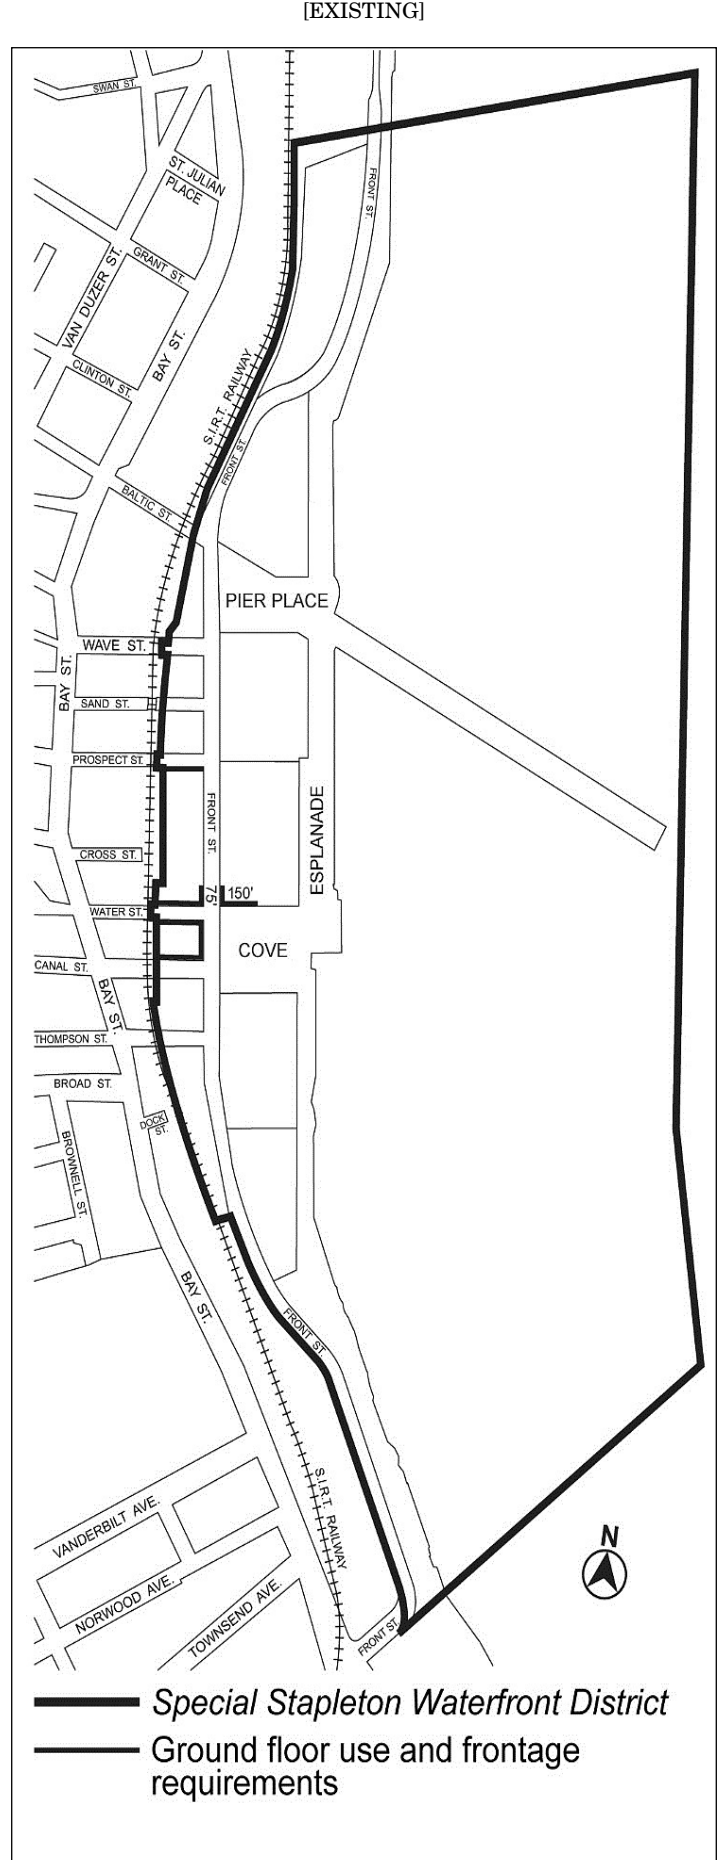 [EXISTING]
SWAN ST.
ST. JULIAN
PLACE
FRONT ST.
GRANT ST.
VAN DUZER ST.
BAY ST.
CLINTON ST.
S.I.R.T. RAILWAY
FRONT ST.
BALTIC ST.
PIER PLACE
WAVE ST.
BAY ST.
SAND ST.
PROSPECT ST.
FRONT ST.
ESPLANADE
CROSS ST.
75'
150'
WATER ST.
COVE
CANAL ST.
BAY ST.
THOMPSON ST.
BROAD ST.
DOCK
ST.
BROWNELL ST.
BAY ST.
FRONT ST.
S.I.R.T. RAILWAY
VANDERBILT AVE.
NORWOOD AVE.
TOWNSEND AVE.
FRONT ST.
N
Special Stapleton Waterfront District
Ground floor use and frontage
requirements